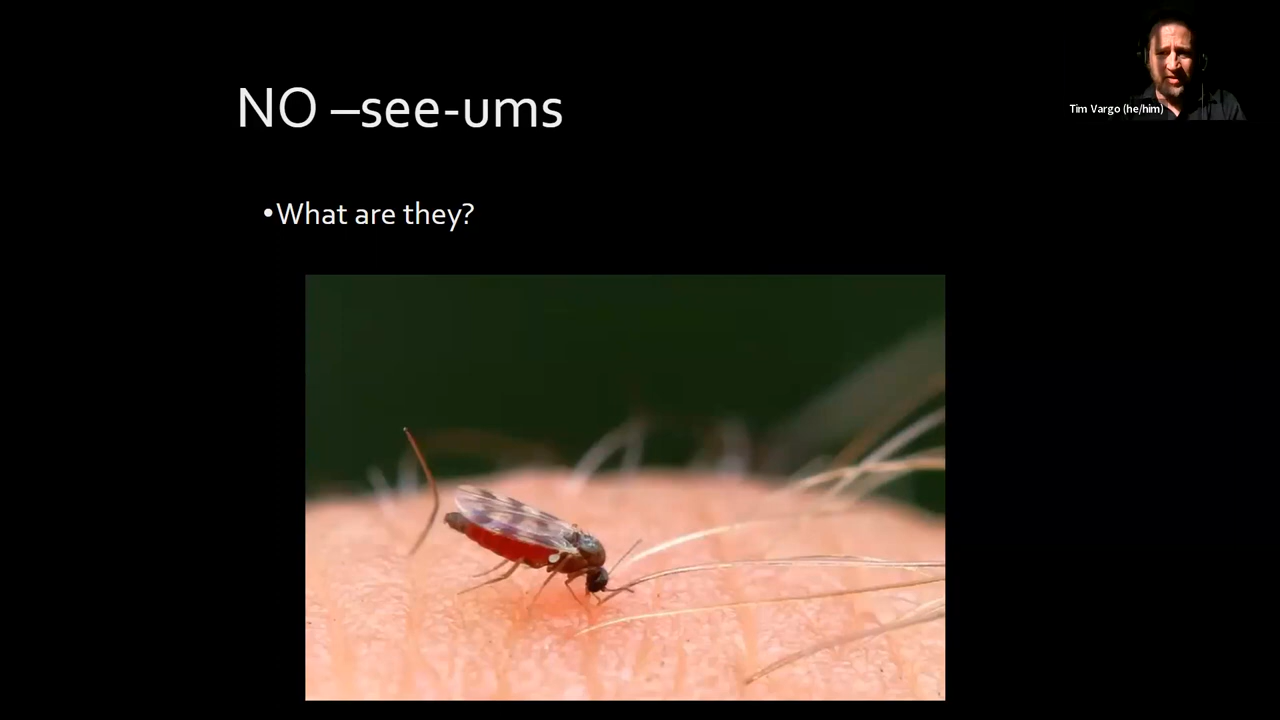 NO –see-ums
Tim Vargo (he/him)
•What are they?